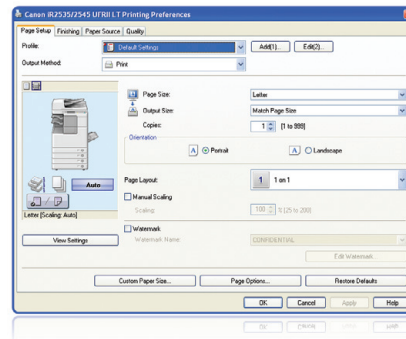 Canon iR2535/2545 UFRII LT Printing Preferences
Page Setup Finishing Paper Source Quality
Profile: Default Settings Add(1)... Edit(2)...
Output Method: Print
Page Size: Letter
Output Size: Match Page Size
Copies: 1 [1 to 999]
Orientation
A Portrait A Landscape
Auto
Page Layout: 1 1 on 1
Manual Scaling
Scaling: 100 % [25 to 200]
Letter [Scaling: Auto]
Watermark
View Settings Watermark Name: CONFIDENTIAL
Edit Watermark...
Custom Paper Size... Page Options... Restore Defaults
OK Cancel Apply Help